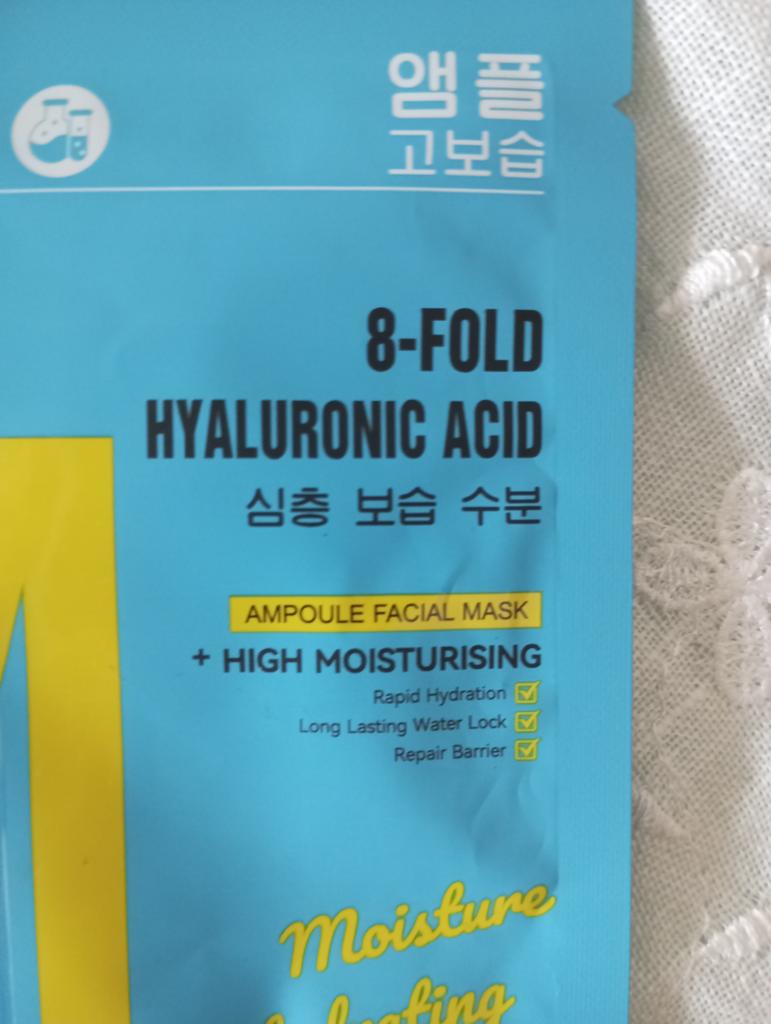 앰플
고보습
8-FOLD
HYALURONIC ACID
심층 보습 수분
AMPOULE FACIAL MASK
+ HIGH MOISTURISING
Rapid Hydration
Long Lasting Water Lock
Repair Barrier
Moisture